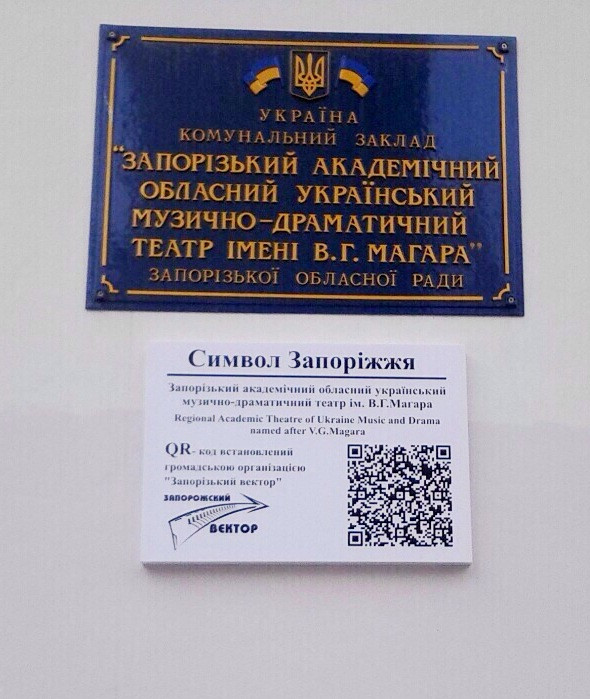 УКРАЇНА
КОМУНАЛЬНИЙ ЗАКЛАД
"ЗАПОРІЗЬКИЙ АКАДЕМІЧНИЙ
ОБЛАСНИЙ УКРАЇНСЬКИЙ
МУЗИЧНО-ДРАМАТИЧНИЙ
ТЕАТР ІМЕНІ В.Г. МАГАРА"
ЗАПОРІЗЬКОЇ ОБЛАСНОЇ РАДИ
Символ Запоріжжя
Запорізький академічний обласний український
музично-драматичний театр ім. В.Г.Магара
Regional Academic Theatre of Ukraine Music and Drama
named after V.G.Magara
QR- код встановлений
громадською організацією
"Запорізький вектор"
ЗАПОРОЖСКИЙ
ВЕКТОР